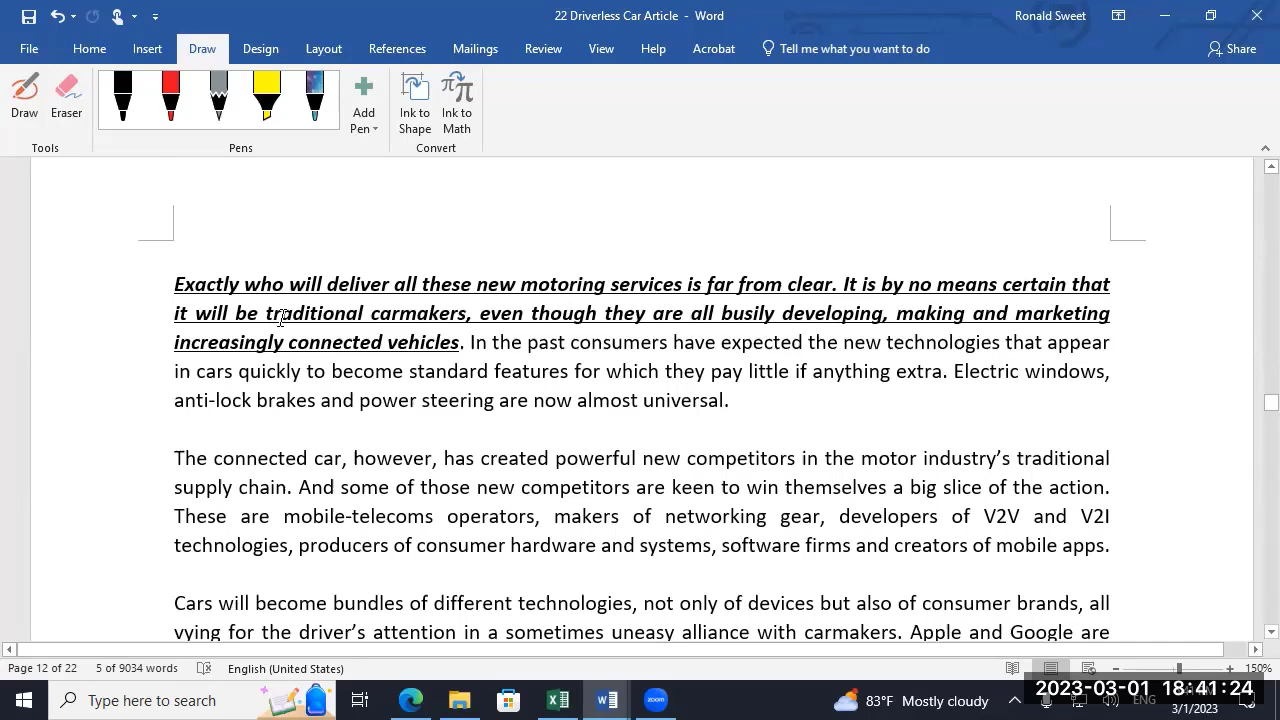 22 Driverless Car Article - Word
Ronald Sweet
File Home Insert Draw Design Layout References Mailings Review View Help Acrobat Tell me what you want to do Share
Draw Eraser Add Pen Ink to Shape Ink to Math
Tools Pens Convert
Exactly who will deliver all these new motoring services is far from clear. It is by no means certain that
it will be traditional carmakers, even though they are all busily developing, making and marketing
increasingly connected vehicles. In the past consumers have expected the new technologies that appear
in cars quickly to become standard features for which they pay little if anything extra. Electric windows,
anti-lock brakes and power steering are now almost universal.
The connected car, however, has created powerful new competitors in the motor industry’s traditional
supply chain. And some of those new competitors are keen to win themselves a big slice of the action.
These are mobile-telecoms operators, makers of networking gear, developers of V2V and V2I
technologies, producers of consumer hardware and systems, software firms and creators of mobile apps.
Cars will become bundles of different technologies, not only of devices but also of consumer brands, all
vying for the driver’s attention in a sometimes uneasy alliance with carmakers. Apple and Google are
Page 12 of 22 5 of 9034 words English (United States) 150%
Type here to search zoom 83°F Mostly cloudy ENG
2023-03-01 18:41:24
3/1/2023